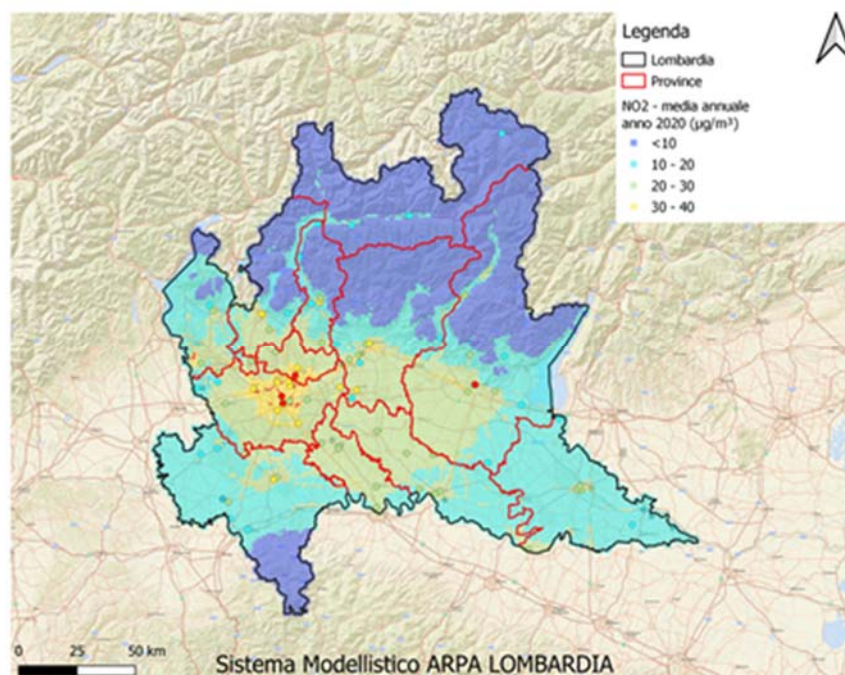 Legenda
Lombardia
Province
NO2 - media annuale
anno 2020 (µg/m³)
<10
10 - 20
20 - 30
30 - 40
0 25 50 km
Sistema Modellistico ARPA LOMBARDIA